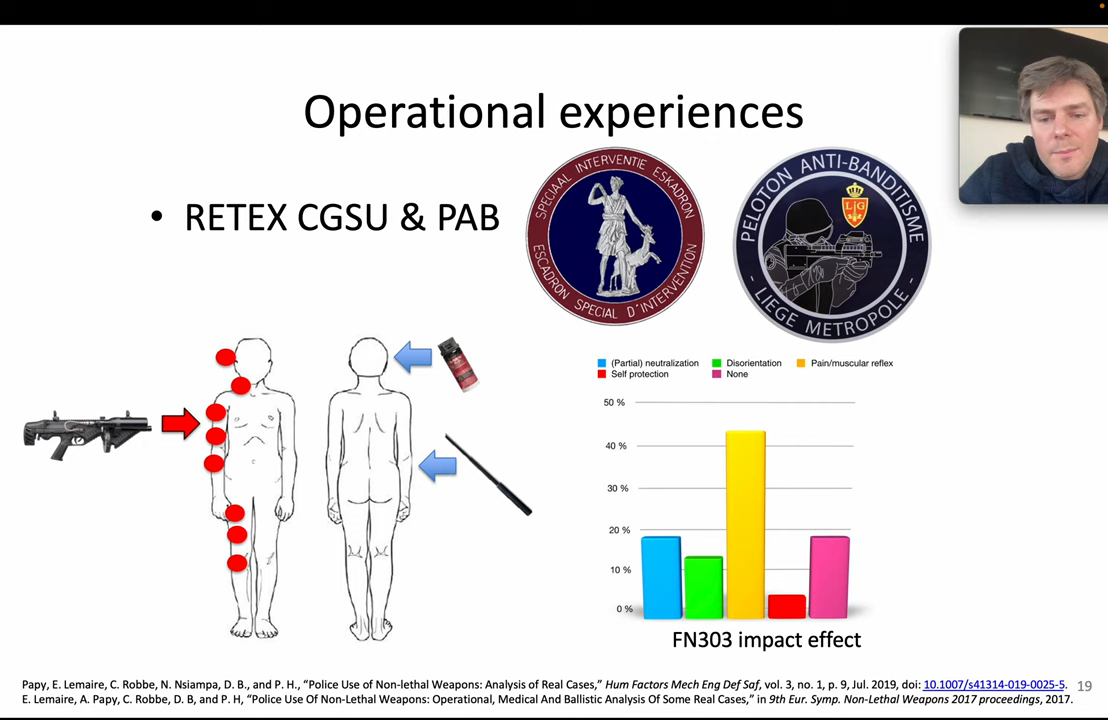 Operational experiences
• RETEX CGSU & PAB
SPECIAAL INTERVENTIE ESKADRON
ESCADRON SPECIAL D'INTERVENTION
PELOTON ANTI-BANDITISME
LG
- LIEGE METROPOLE -
(Partial) neutralization
Disorientation
Pain/muscular reflex
Self protection
None
50 %
40 %
30 %
20 %
10 %
0 %
FN303 impact effect
Papy, E. Lemaire, C. Robbe, N. Nsiampa, D. B., and P. H., “Police Use of Non-lethal Weapons: Analysis of Real Cases,” Hum Factors Mech Eng Def Saf, vol. 3, no. 1, p. 9, Jul. 2019, doi: 10.1007/s41314-019-0025-5.
E. Lemaire, A. Papy, C. Robbe, D. B, and P. H, “Police Use Of Non-Lethal Weapons: Operational, Medical And Ballistic Analysis Of Some Real Cases,” in 9th Eur. Symp. Non-Lethal Weapons 2017 proceedings, 2017.
19